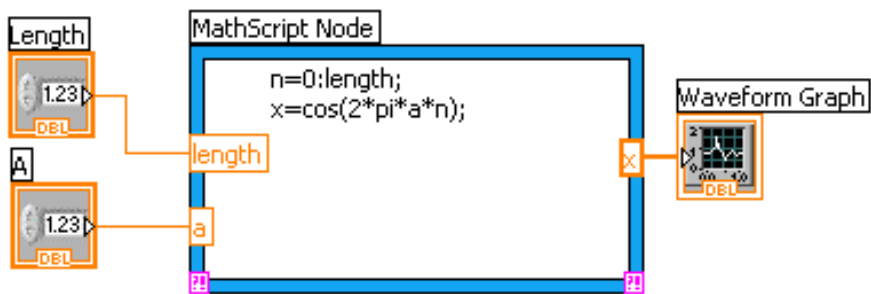 Length
1.23
DBL
A
1.23
DBL
MathScript Node
n=0:length;
x=cos(2*pi*a*n);
length
a
x
Waveform Graph
DBL